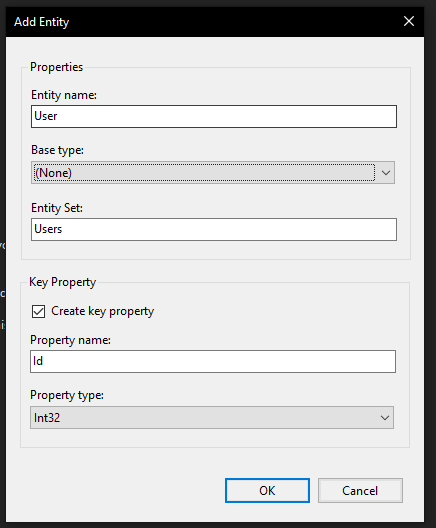 Add Entity
Properties
Entity name:
User
Base type:
(None)
Entity Set:
Users
Key Property
Create key property
Property name:
Id
Property type:
Int32
OK
Cancel